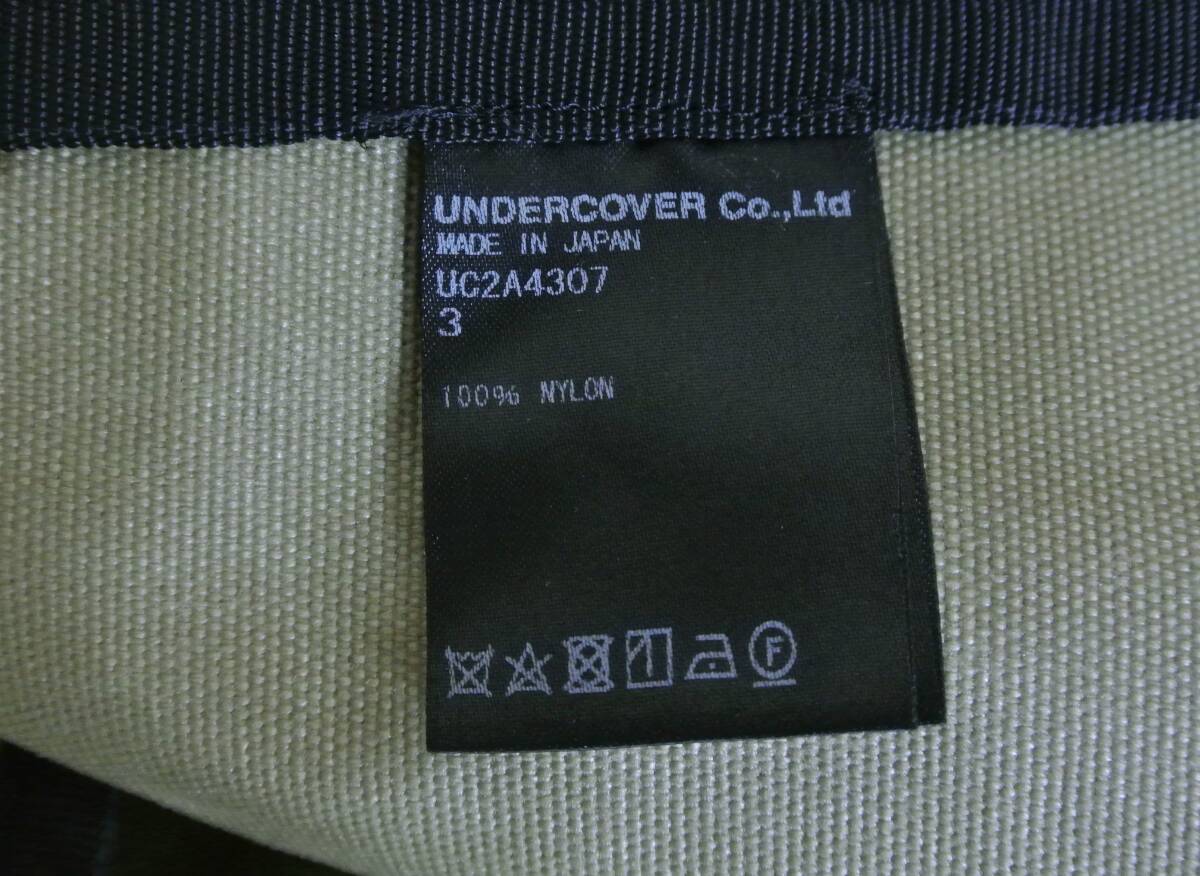 UNDERCOVER Co.,Ltd
MADE IN JAPAN
UC2A4307
3
100% NYLON
F